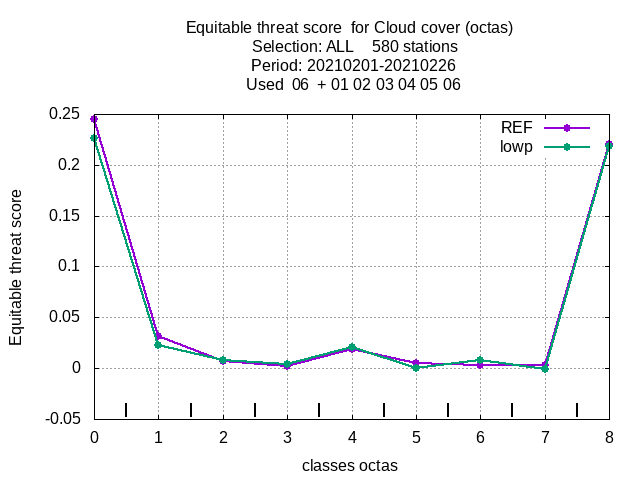 Equitable threat score  for Cloud cover (octas)
Selection: ALL    580 stations
Period: 20210201-20210226
Used  06  + 01 02 03 04 05 06
REF
lowp
Equitable threat score
0.25
0.2
0.15
0.1
0.05
0
-0.05
0 1 2 3 4 5 6 7 8
classes octas